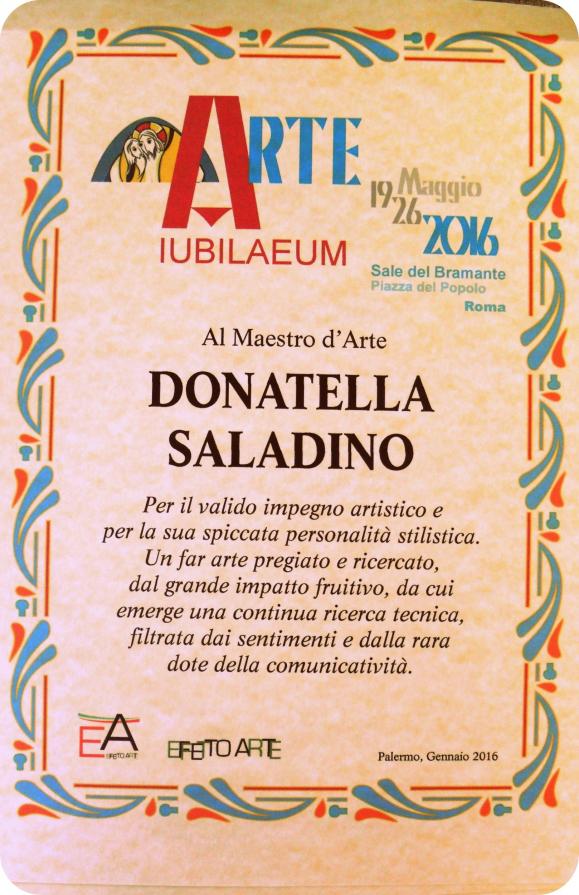 ARTE
IUBILAEUM
19 Maggio
26 2016
Sale del Bramante
Piazza del Popolo
Roma
Al Maestro d'Arte
DONATELLA
SALADINO
Per il valido impegno artistico e
per la sua spiccata personalità stilistica.
Un far arte pregiato e ricercato,
dal grande impatto fruitivo, da cui
emerge una continua ricerca tecnica,
filtrata dai sentimenti e dalla rara
dote della comunicatività.
EA
EFFETTO ARTE
EFFETTO ARTE
Palermo, Gennaio 2016